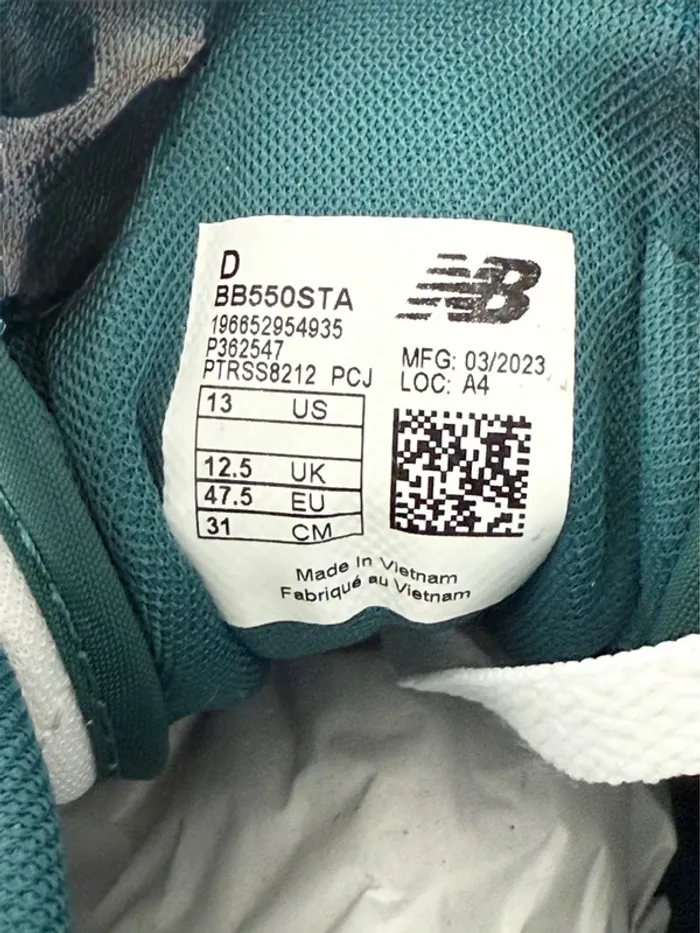 D
BB550STA
196652954935
P362547
PTRSS8212 PCJ
NB
MFG: 03/2023
LOC: A4
13 US
12.5 UK
47.5 EU
31 CM
Made In Vietnam
Fabriqué au Vietnam